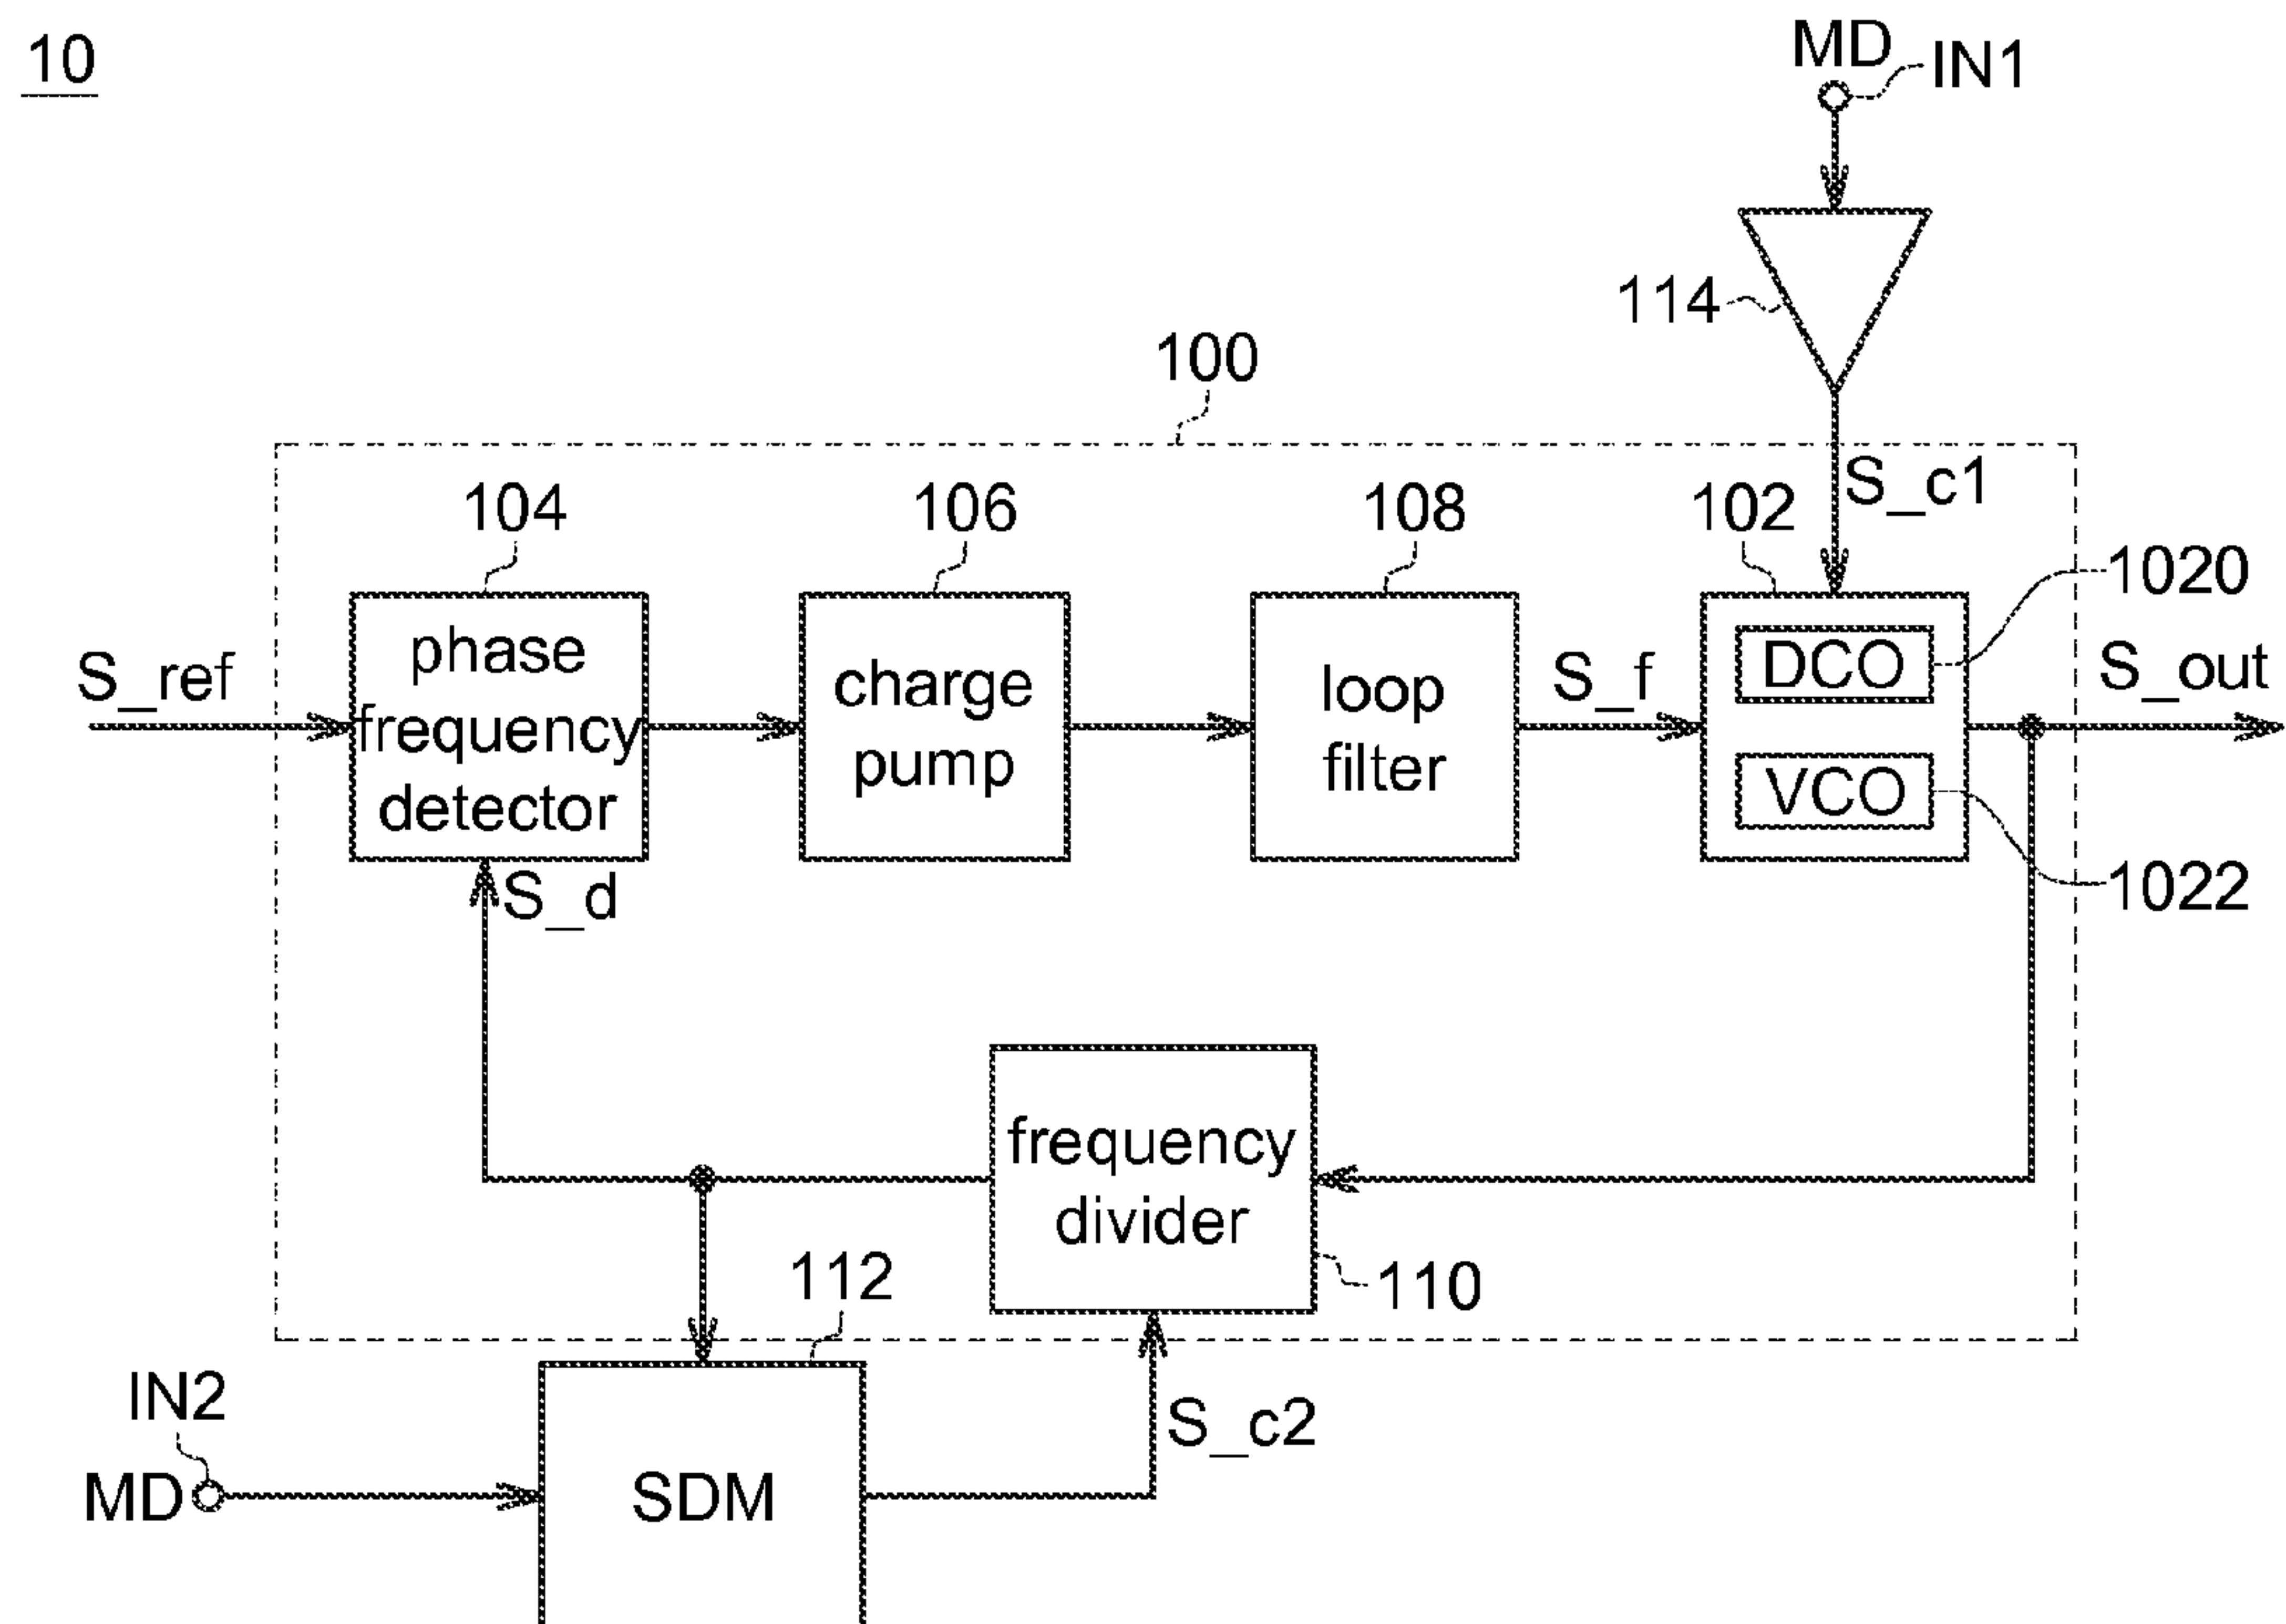 10
MD
IN1
114
100
S_c1
104
106
108
102
1020
S_ref
phase
frequency
detector
charge
pump
loop
filter
S_f
DCO
VCO
S_out
1022
S_d
frequency
divider
110
112
IN2
MD
SDM
S_c2